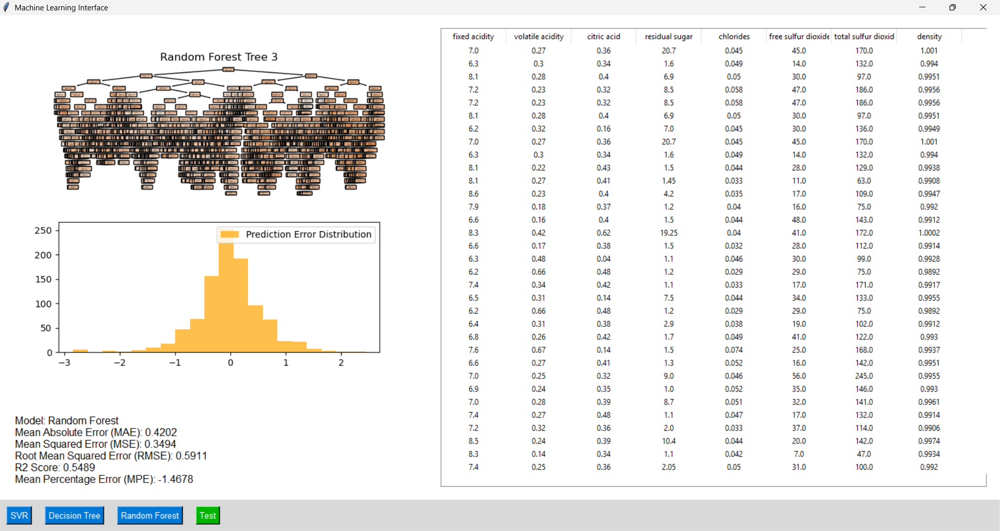 Machine Learning Interface
Random Forest Tree 3
250
200
150
100
50
0
−3 −2 −1 0 1 2
Prediction Error Distribution
Model: Random Forest
Mean Absolute Error (MAE): 0.4202
Mean Squared Error (MSE): 0.3494
Root Mean Squared Error (RMSE): 0.5911
R2 Score: 0.5489
Mean Percentage Error (MPE): -1.4678
fixed acidity volatile acidity citric acid residual sugar chlorides free sulfur dioxide total sulfur dioxid density
7.0 0.27 0.36 20.7 0.045 45.0 170.0 1.001
6.3 0.3 0.34 1.6 0.049 14.0 132.0 0.994
8.1 0.28 0.4 6.9 0.05 30.0 97.0 0.9951
7.2 0.23 0.32 8.5 0.058 47.0 186.0 0.9956
7.2 0.23 0.32 8.5 0.058 47.0 186.0 0.9956
8.1 0.28 0.4 6.9 0.05 30.0 97.0 0.9951
6.2 0.32 0.16 7.0 0.045 30.0 136.0 0.9949
7.0 0.27 0.36 20.7 0.045 45.0 170.0 1.001
6.3 0.3 0.34 1.6 0.049 14.0 132.0 0.994
8.1 0.22 0.43 1.5 0.044 28.0 129.0 0.9938
8.1 0.27 0.41 1.45 0.033 11.0 63.0 0.9908
8.6 0.23 0.4 4.2 0.035 17.0 109.0 0.9947
7.9 0.18 0.37 1.2 0.04 16.0 75.0 0.992
6.6 0.16 0.4 1.5 0.044 48.0 143.0 0.9912
8.3 0.42 0.62 19.25 0.04 41.0 172.0 1.0002
6.6 0.17 0.38 1.5 0.032 28.0 112.0 0.9914
6.3 0.48 0.04 1.1 0.046 30.0 99.0 0.9928
6.2 0.66 0.48 1.2 0.029 29.0 75.0 0.9892
7.4 0.34 0.42 1.1 0.033 17.0 171.0 0.9917
6.5 0.31 0.14 7.5 0.044 34.0 133.0 0.9955
6.2 0.66 0.48 1.2 0.029 29.0 75.0 0.9892
6.4 0.31 0.38 2.9 0.038 19.0 102.0 0.9912
6.8 0.26 0.42 1.7 0.049 41.0 122.0 0.993
7.6 0.67 0.14 1.5 0.074 25.0 168.0 0.9937
6.6 0.27 0.41 1.3 0.052 16.0 142.0 0.9951
7.0 0.25 0.32 9.0 0.046 56.0 245.0 0.9955
6.9 0.24 0.35 1.0 0.052 35.0 146.0 0.993
7.0 0.28 0.39 8.7 0.051 32.0 141.0 0.9961
7.4 0.27 0.48 1.1 0.047 17.0 132.0 0.9914
7.2 0.32 0.36 2.0 0.033 37.0 114.0 0.9906
8.5 0.24 0.39 10.4 0.044 20.0 142.0 0.9974
8.3 0.14 0.34 1.1 0.042 7.0 47.0 0.9934
7.4 0.25 0.36 2.05 0.05 31.0 100.0 0.992
SVR Decision Tree Random Forest Test